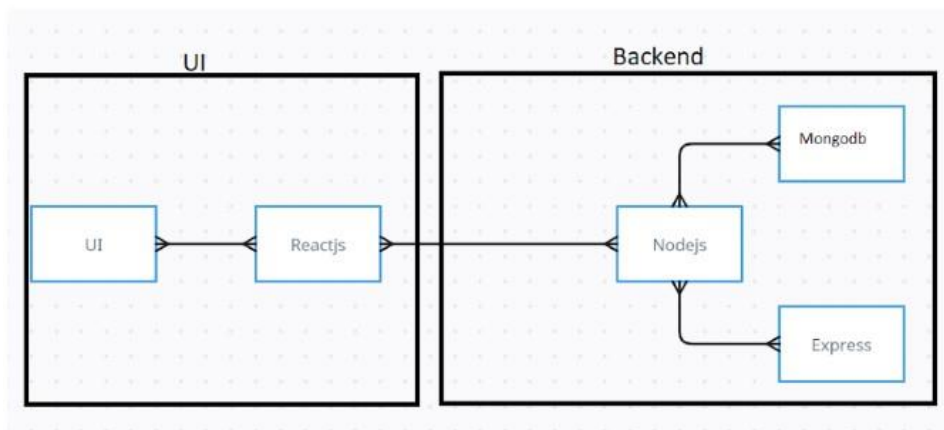 UI
Backend
Mongodb
UI
Reactjs
Nodejs
Express